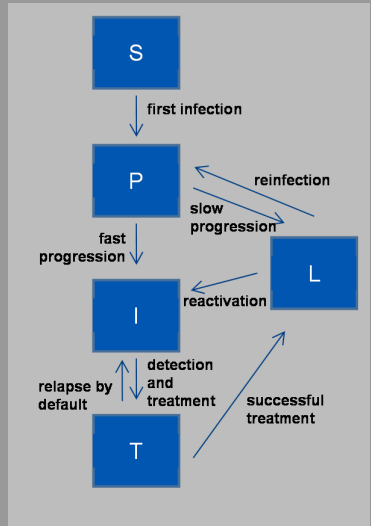 S
first infection
P
reinfection
slow
progression
fast
progression
L
I
reactivation
detection
and
treatment
relapse by
default
successful
treatment
T